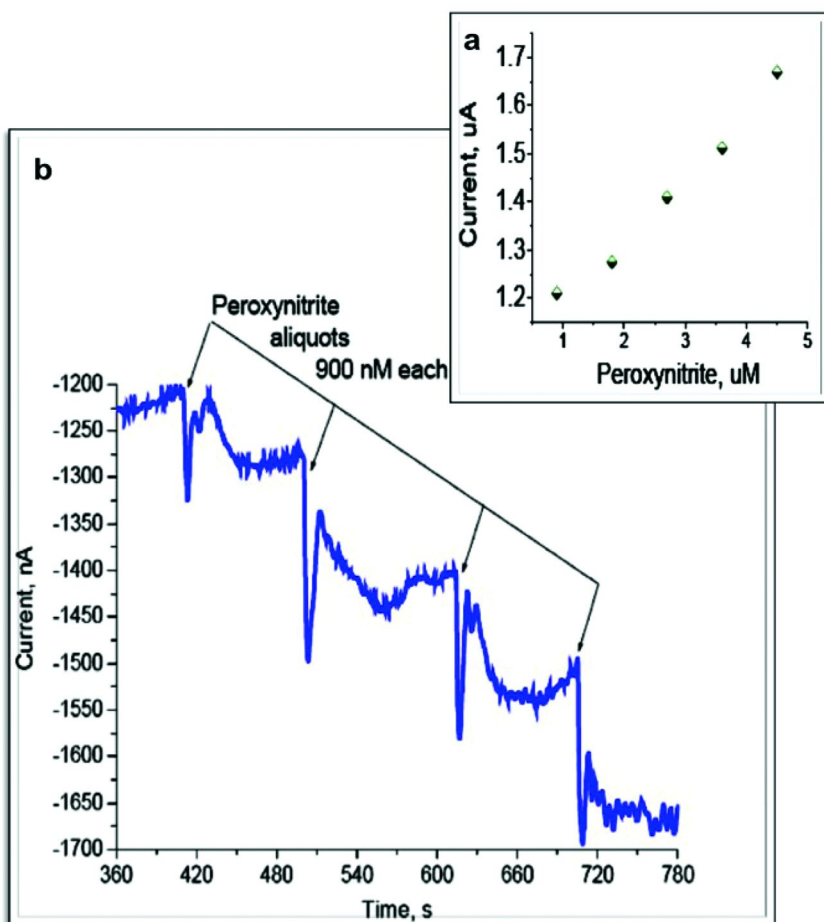 a
1.7
1.6
1.5
1.4
1.3
1.2
Current, uA
1 2 3 4 5
Peroxynitrite, uM
b
Peroxynitrite
aliquots
900 nM each
-1200
-1250
-1300
-1350
-1400
-1450
-1500
-1550
-1600
-1650
-1700
Current, nA
360 420 480 540 600 660 720 780
Time, s